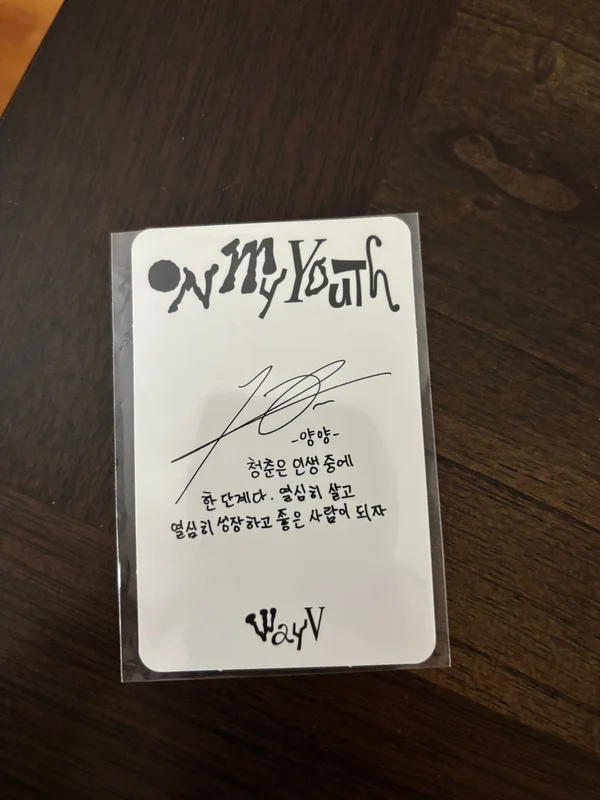 ON MY YOUTH
-양양-
청춘은 인생 중에
한 단계다. 열심히 살고
열심히 성장하고 좋은 사람이 되자
WayV